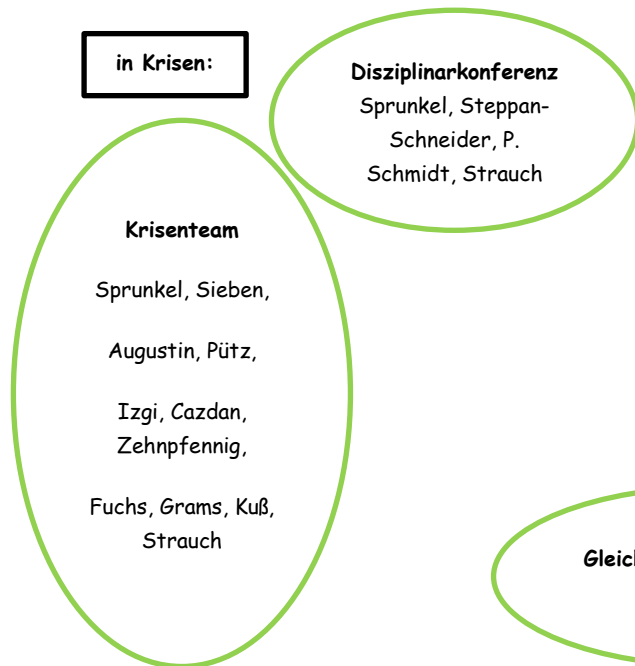 in Krisen:
Disziplinarkonferenz
Sprunkel, Steppan-
Schneider, P.
Schmidt, Strauch
Krisenteam
Sprunkel, Sieben,
Augustin, Pütz,
Izgi, Cazdan,
Zehnpfennig,
Fuchs, Grams, Kuß,
Strauch
Gleich